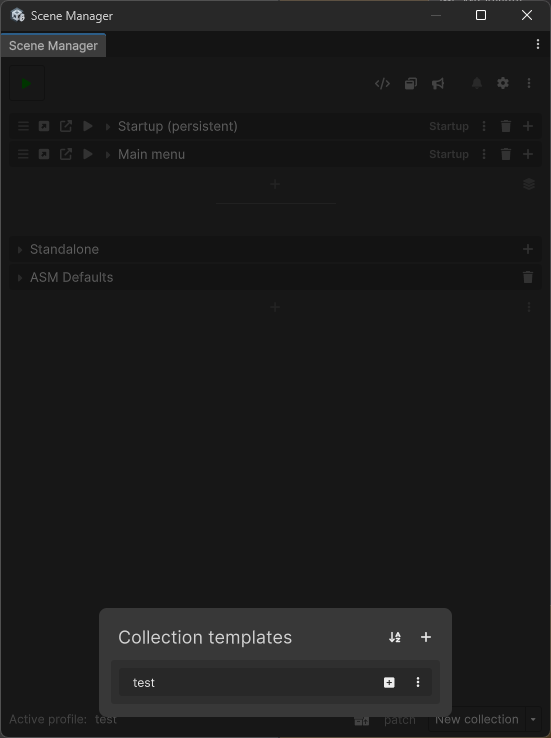 Scene Manager
Scene Manager
Startup (persistent) Startup
Main menu Startup
Standalone
ASM Defaults
Collection templates
test
Active profile: test patch New collection